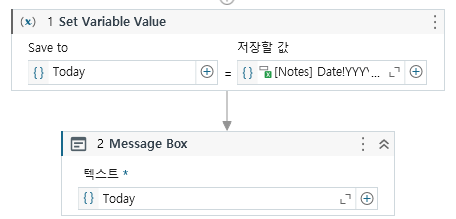 (x) 1 Set Variable Value
Save to
저장할 값
{ } Today
=
{ } [Notes] Date!YYY...
2 Message Box
텍스트 *
{ } Today